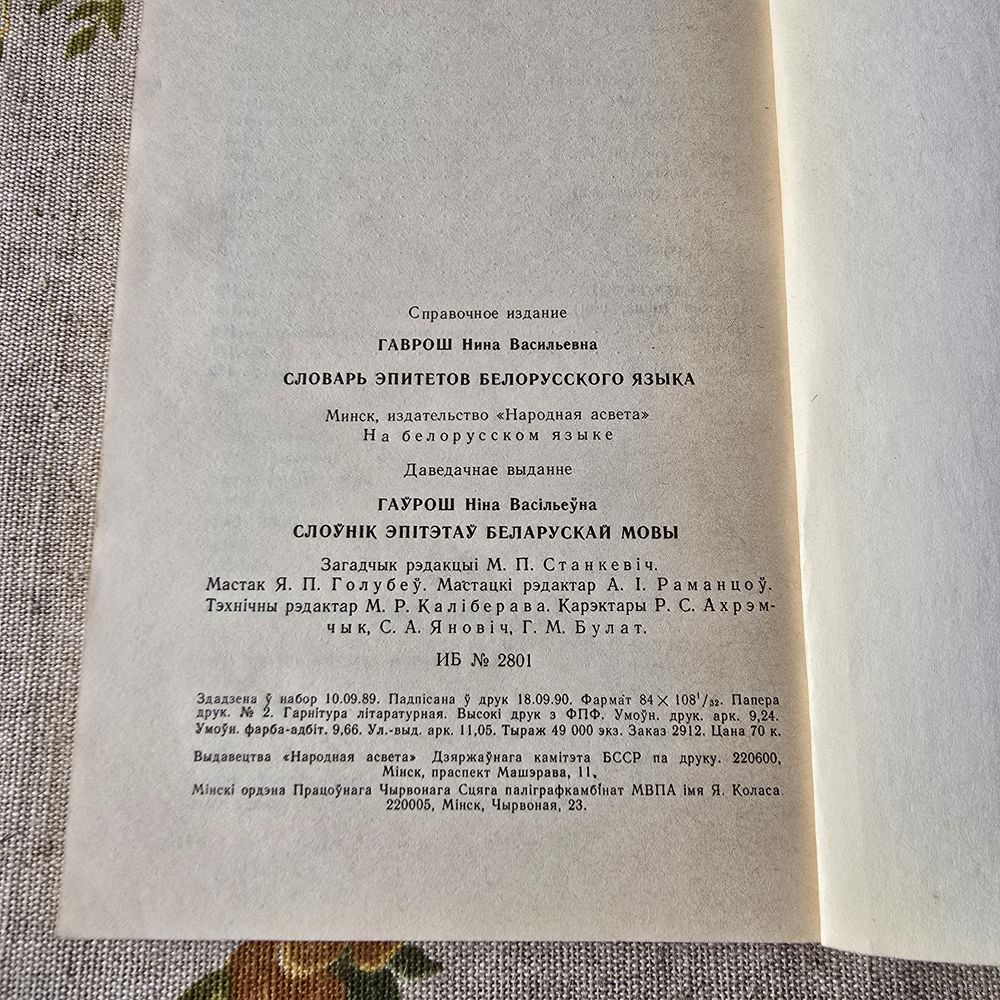 Справочное издание
ГАВРОШ Нина Васильевна
СЛОВАРЬ ЭПИТЕТОВ БЕЛОРУССКОГО ЯЗЫКА
Минск, издательство «Народная асвета»
На белорусском языке
Даведачнае выданне
ГАЎРОШ Ніна Васільеўна
СЛОЎНІК ЭПІТЭТАЎ БЕЛАРУСКАЙ МОВЫ
Загадчык рэдакцыі М. П. Станкевіч.
Мастак Я. П. Голубеў. Мастацкі рэдактар А. І. Раманцоў.
Тэхнічны рэдактар М. Р. Каліберава. Карэктары Р. С. Ахрэм-
чык, С. А. Яновіч, Г. М. Булат.
ИБ № 2801
Здадзена ў набор 10.09.89. Падпісана ў друк 18.09.90. Фармат 84 × 108¹/₃₂. Папера
друк. № 2. Гарнітура літаратурная. Высокі друк з ФПФ. Умоўн. друк. арк. 9,24.
Умоўн. фарба-адбіт. 9,66. Ул.-выд. арк. 11,05. Тыраж 49 000 экз. Заказ 2912. Цана 70 к.
Выдавецтва «Народная асвета» Дзяржаўнага камітэта БССР па друку. 220600,
Мінск, праспект Машэрава, 11.
Мінскі ордэна Працоўнага Чырвонага Сцяга паліграфкамбінат МВПА імя Я. Коласа
220005, Мінск, Чырвоная, 23.